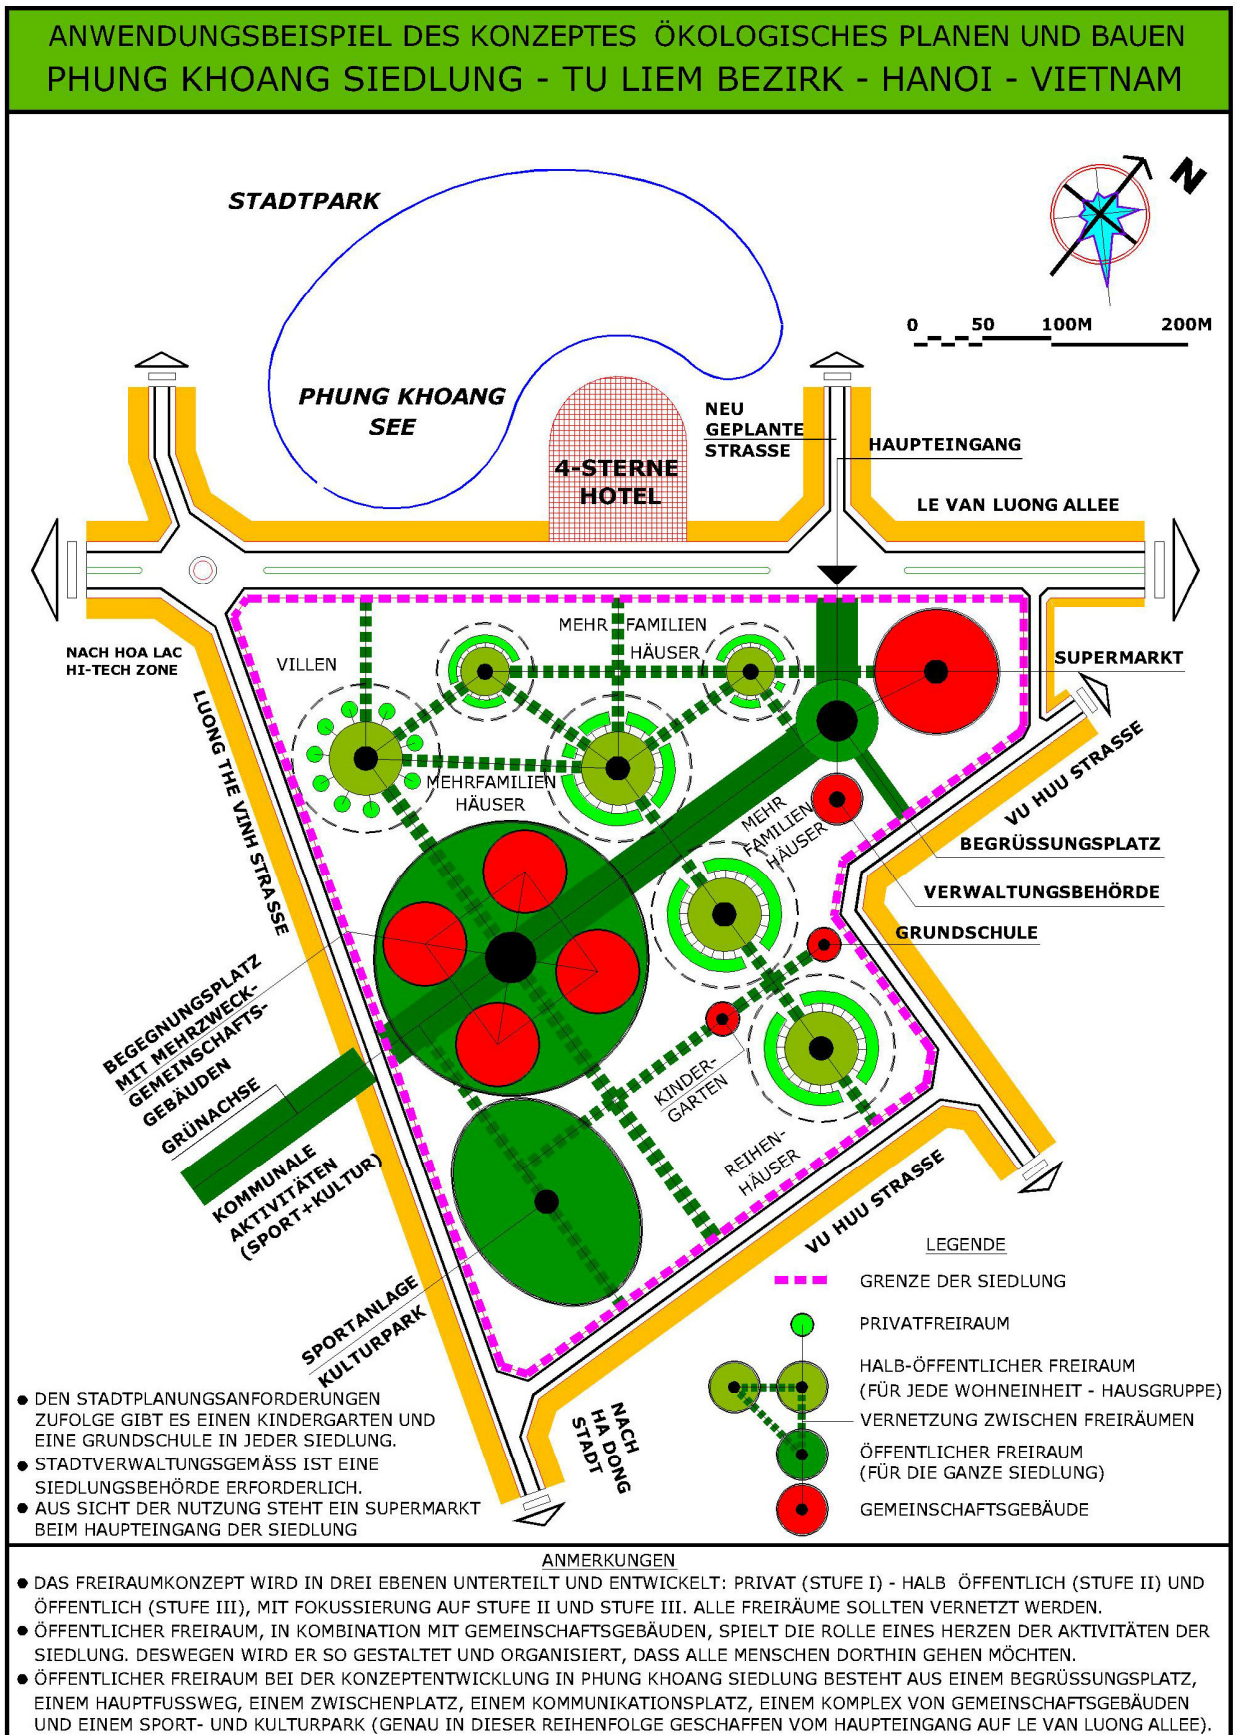 ANWENDUNGSBEISPIEL DES KONZEPTES ÖKOLOGISCHES PLANEN UND BAUEN
PHUNG KHOANG SIEDLUNG - TU LIEM BEZIRK - HANOI - VIETNAM
STADTPARK
N
0 50 100M 200M
PHUNG KHOANG
SEE
4-STERNE
HOTEL
NEU
GEPLANTE
STRASSE
HAUPTEINGANG
LE VAN LUONG ALLEE
NACH HOA LAC
HI-TECH ZONE
VILLEN
MEHR FAMILIEN
HÄUSER
SUPERMARKT
LUONG THE VINH STRASSE
MEHRFAMILIEN
HÄUSER
MEHR
FAMILIEN
HÄUSER
VU HUU STRASSE
BEGRÜSSUNGSPLATZ
VERWALTUNGSBEHÖRDE
GRUNDSCHULE
BEGEGNUNGSPLATZ
MIT MEHRZWECK-
GEMEINSCHAFTS-
GEBÄUDEN
GRÜNACHSE
KOMMUNALE
AKTIVITÄTEN
(SPORT+KULTUR)
KINDER-
GARTEN
REIHEN-
HÄUSER
VU HUU STRASSE
SPORTANLAGE
KULTURPARK
NACH
HA DONG
STADT
LEGENDE
GRENZE DER SIEDLUNG
PRIVATFREIRAUM
HALB-ÖFFENTLICHER FREIRAUM
(FÜR JEDE WOHNEINHEIT - HAUSGRUPPE)
VERNETZUNG ZWISCHEN FREIRÄUMEN
ÖFFENTLICHER FREIRAUM
(FÜR DIE GANZE SIEDLUNG)
GEMEINSCHAFTSGEBÄUDE
● DEN STADTPLANUNGSANFORDERUNGEN
ZUFOLGE GIBT ES EINEN KINDERGARTEN UND
EINE GRUNDSCHULE IN JEDER SIEDLUNG.
● STADTVERWALTUNGSGEMÄSS IST EINE
SIEDLUNGSBEHÖRDE ERFORDERLICH.
● AUS SICHT DER NUTZUNG STEHT EIN SUPERMARKT
BEIM HAUPTEINGANG DER SIEDLUNG
ANMERKUNGEN
● DAS FREIRAUMKONZEPT WIRD IN DREI EBENEN UNTERTEILT UND ENTWICKELT: PRIVAT (STUFE I) - HALB ÖFFENTLICH (STUFE II) UND
ÖFFENTLICH (STUFE III), MIT FOKUSSIERUNG AUF STUFE II UND STUFE III. ALLE FREIRÄUME SOLLTEN VERNETZT WERDEN.
● ÖFFENTLICHER FREIRAUM, IN KOMBINATION MIT GEMEINSCHAFTSGEBÄUDEN, SPIELT DIE ROLLE EINES HERZEN DER AKTIVITÄTEN DER
SIEDLUNG. DESWEGEN WIRD ER SO GESTALTET UND ORGANISIERT, DASS ALLE MENSCHEN DORTHIN GEHEN MÖCHTEN.
● ÖFFENTLICHER FREIRAUM BEI DER KONZEPTENTWICKLUNG IN PHUNG KHOANG SIEDLUNG BESTEHT AUS EINEM BEGRÜSSUNGSPLATZ,
EINEM HAUPTFUSSWEG, EINEM ZWISCHENPLATZ, EINEM KOMMUNIKATIONSPLATZ, EINEM KOMPLEX VON GEMEINSCHAFTSGEBÄUDEN
UND EINEM SPORT- UND KULTURPARK (GENAU IN DIESER REIHENFOLGE GESCHAFFEN VOM HAUPTEINGANG AUF LE VAN LUONG ALLEE).